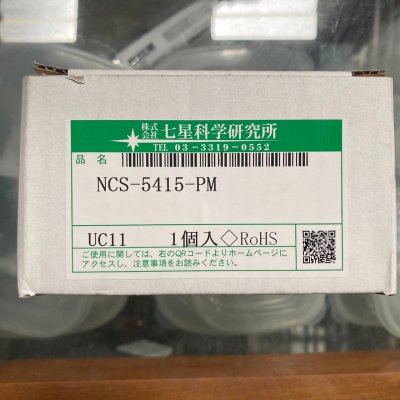 株式会社 七星科学研究所
TEL 03-3319-0552
品名
NCS-5415-PM
UC11 1個入◇RoHS
ご使用に関しては、右のQRコードよりホームページに
アクセスし、注意事項をお読みください。